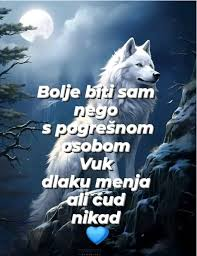 Bolje biti sam
nego
s pogrešnom
osobom
Vuk
dlaku menja
ali ćud
nikad